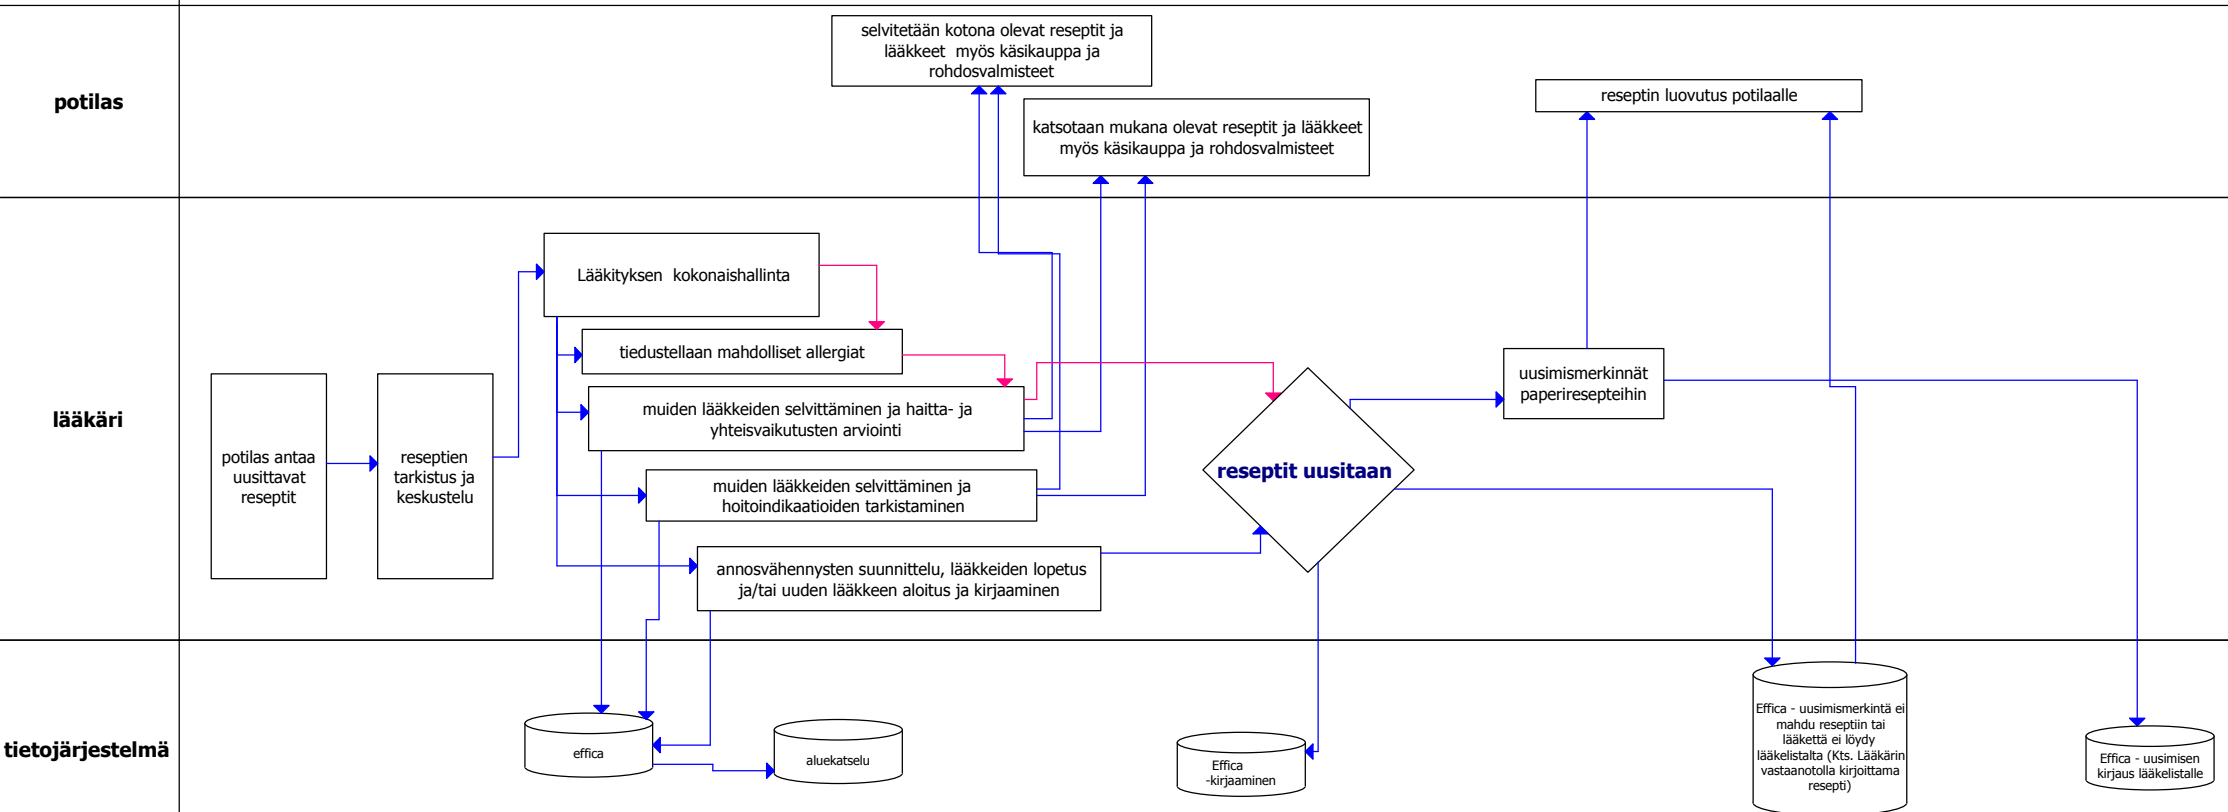 potilas
selvitetään kotona olevat reseptit ja
lääkkeet myös käsikauppa ja
rohdosvalmisteet
katsotaan mukana olevat reseptit ja lääkkeet
myös käsikauppa ja rohdosvalmisteet
reseptin luovutus potilaalle
lääkäri
potilas antaa
uusittavat
reseptit
reseptien
tarkistus ja
keskustelu
Lääkityksen kokonaishallinta
tiedustellaan mahdolliset allergiat
muiden lääkkeiden selvittäminen ja haitta- ja
yhteisvaikutusten arviointi
muiden lääkkeiden selvittäminen ja
hoitoindikaatioiden tarkistaminen
annosvähennysten suunnittelu, lääkkeiden lopetus
ja/tai uuden lääkkeen aloitus ja kirjaaminen
reseptit uusitaan
uusimismerkinnät
paperiresepteihin
tietojärjestelmä
effica
aluekatselu
Effica
-kirjaaminen
Effica - uusimismerkintä ei
mahdu reseptiin tai
lääkettä ei löydy
lääkelistalta (Kts. Lääkärin
vastaanotolla kirjoittama
resepti)
Effica - uusimisen
kirjaus lääkelistalle